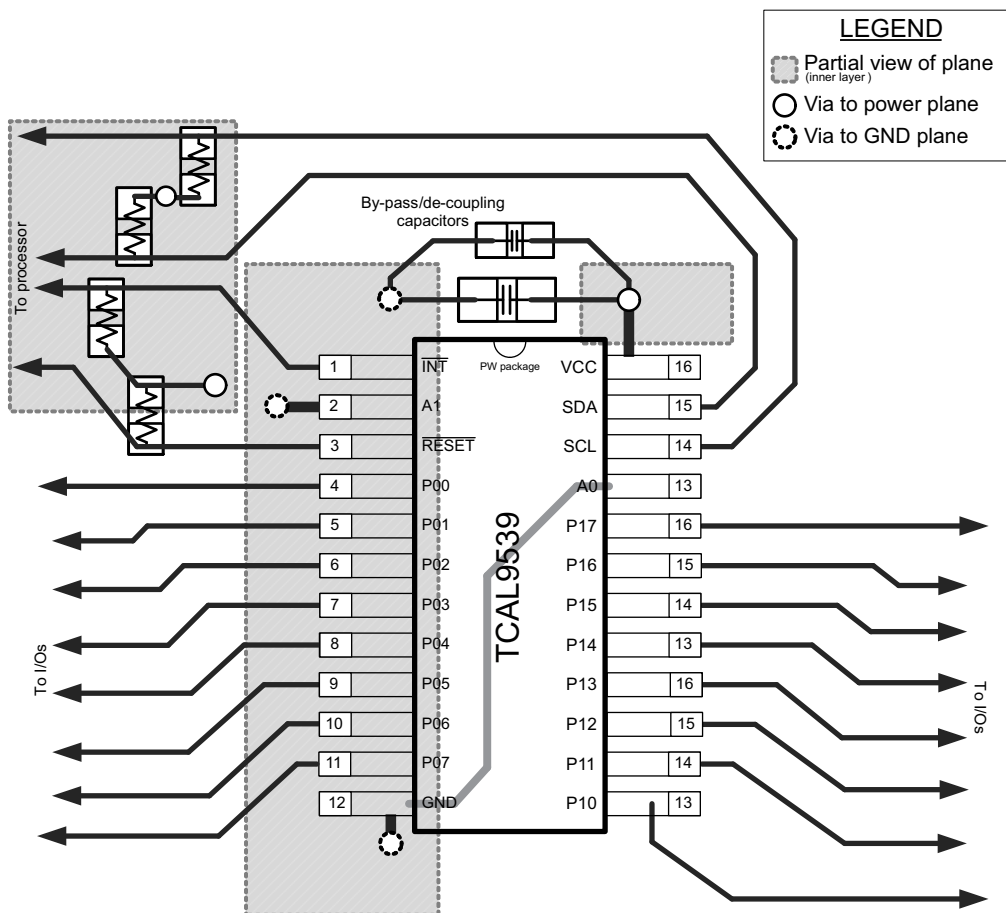 LEGEND
Partial view of plane
(inner layer)
Via to power plane
Via to GND plane
By-pass/de-coupling
capacitors
To processor
PW package
1 INT VCC 16
2 A1 SDA 15
3 RESET SCL 14
4 P00 A0 13
5 P01 P17 16
6 P02 P16 15
7 P03 P15 14
8 P04 P14 13
9 P05 P13 16
10 P06 P12 15
11 P07 P11 14
12 GND P10 13
TCAL9539
To I/Os
To I/Os